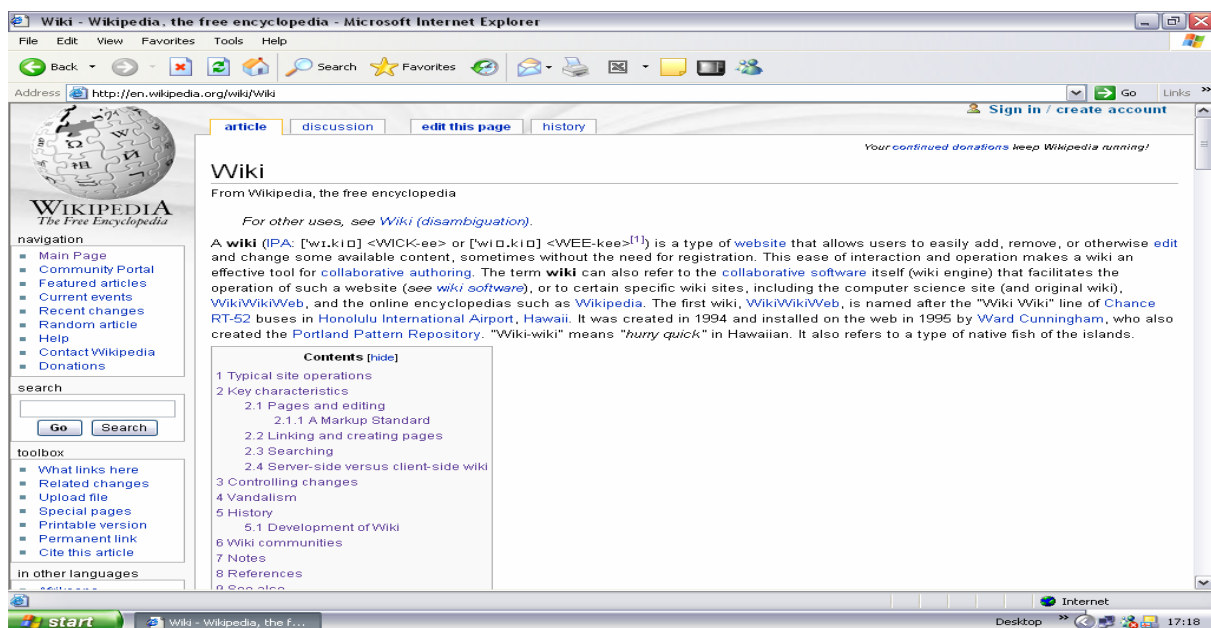 Wiki - Wikipedia, the free encyclopedia - Microsoft Internet Explorer
File Edit View Favorites Tools Help
Back Search Favorites
Address http://en.wikipedia.org/wiki/Wiki Go Links »
Sign in / create account
article discussion edit this page history
Your continued donations keep Wikipedia running!
Wiki
From Wikipedia, the free encyclopedia
For other uses, see Wiki (disambiguation).
A wiki (IPA: ['wɪ.ki□] <WICK-ee> or ['wi□.ki□] <WEE-kee>[1]) is a type of website that allows users to easily add, remove, or otherwise edit
and change some available content, sometimes without the need for registration. This ease of interaction and operation makes a wiki an
effective tool for collaborative authoring. The term wiki can also refer to the collaborative software itself (wiki engine) that facilitates the
operation of such a website (see wiki software), or to certain specific wiki sites, including the computer science site (and original wiki),
WikiWikiWeb, and the online encyclopedias such as Wikipedia. The first wiki, WikiWikiWeb, is named after the "Wiki Wiki" line of Chance
RT-52 buses in Honolulu International Airport, Hawaii. It was created in 1994 and installed on the web in 1995 by Ward Cunningham, who also
created the Portland Pattern Repository. "Wiki-wiki" means "hurry quick" in Hawaiian. It also refers to a type of native fish of the islands.
Contents [hide]
1 Typical site operations
2 Key characteristics
2.1 Pages and editing
2.1.1 A Markup Standard
2.2 Linking and creating pages
2.3 Searching
2.4 Server-side versus client-side wiki
3 Controlling changes
4 Vandalism
5 History
5.1 Development of Wiki
6 Wiki communities
7 Notes
8 References
9 See also
WIKIPEDIA
The Free Encyclopedia
navigation
Main Page
Community Portal
Featured articles
Current events
Recent changes
Random article
Help
Contact Wikipedia
Donations
search
Go Search
toolbox
What links here
Related changes
Upload file
Special pages
Printable version
Permanent link
Cite this article
in other languages
Internet
start Wiki - Wikipedia, the f... Desktop » 17:18